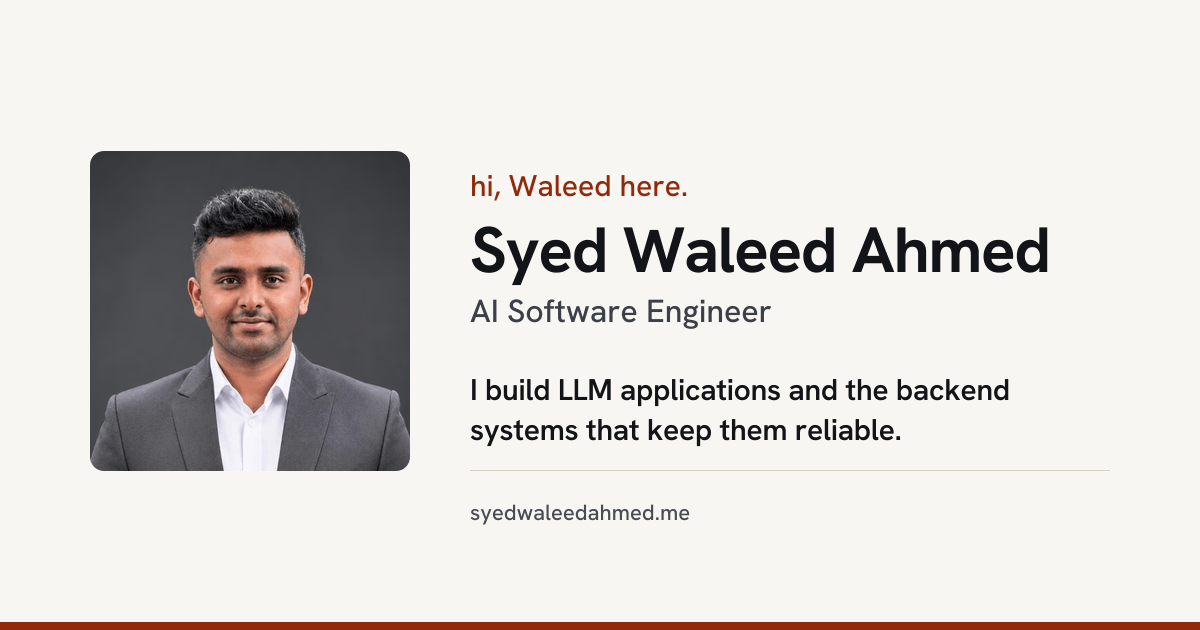 hi, Waleed here.
Syed Waleed Ahmed
AI Software Engineer
I build LLM applications and the backend
systems that keep them reliable.
syedwaleedahmed.me